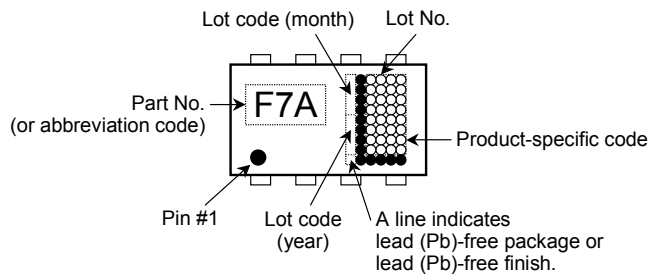 Lot code (month)
Lot No.
Part No.
(or abbreviation code)
F7A
Product-specific code
Pin #1
Lot code
(year)
A line indicates
lead (Pb)-free package or
lead (Pb)-free finish.